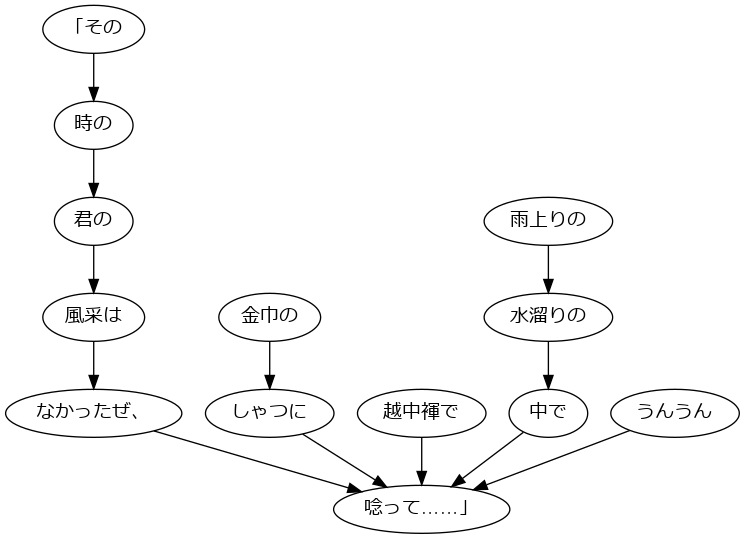 「その
時の
君の
雨上りの
風采は
金巾の
水溜りの
なかったぜ、
しゃつに
越中褌で
中で
うんうん
唸って……」